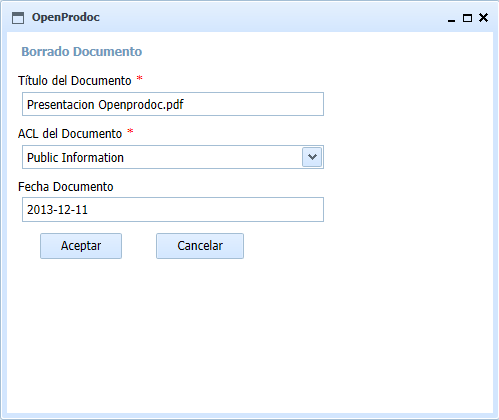 OpenProdoc
Borrado Documento
Título del Documento *
Presentacion Openprodoc.pdf
ACL del Documento *
Public Information
Fecha Documento
2013-12-11
Aceptar Cancelar